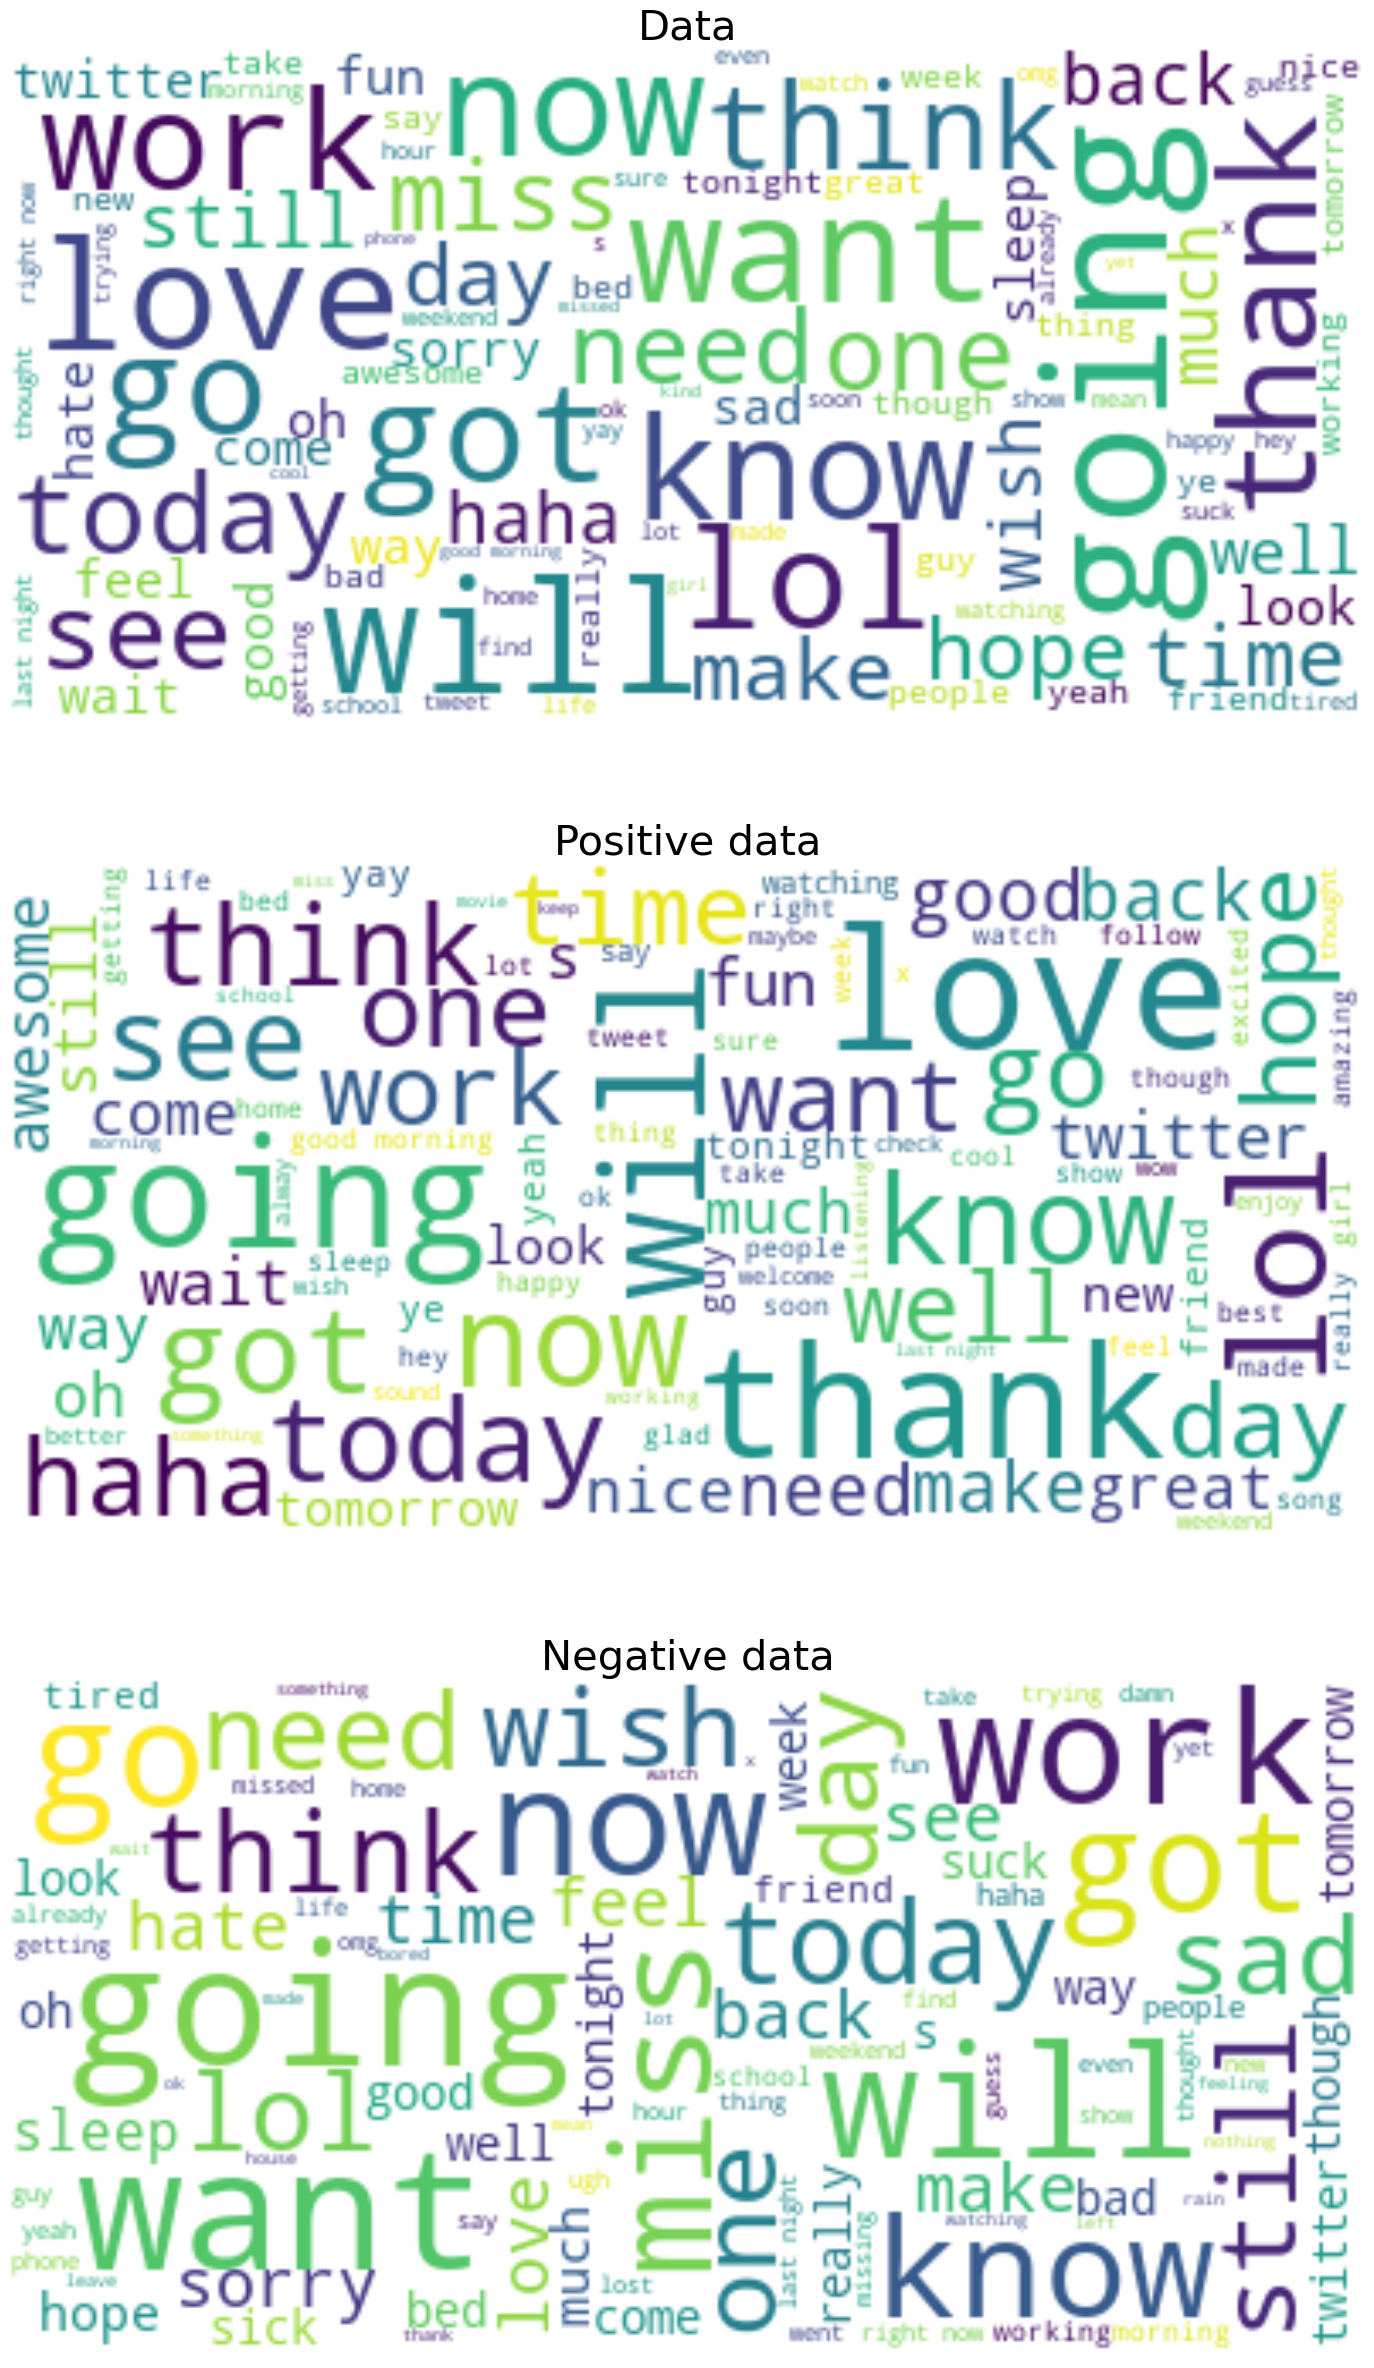 Data
twitter take fun even watch week omg back nice
morning guess
work say now think
hour miss sure tonight great going thank tomorrow
right now new still phone s want sleep already much x
trying love day bed yet
weekend missed thing
thought sorry need one working
hate go awesome kind
oh got ok sad soon though show mean
come yay know wish happy hey
cool ye
today haha lot lol made suck
way good morning guy well
feel bad really girl
last night see good will home watching look
getting find hope time
wait school tweet life make people yeah friend tired
Positive data
awesome still getting life miss yay time watching good back hope thought
think bed movie keep right
lot s say maybe watch follow
school one will fun week x love excited
see tweet sure amazing
work want go though
come home thing twitter
morning good morning yeah tonight check cool
going alway ok take show wow lol
much listening know enjoy girl
look people friend
wait sleep happy guy welcome new
wish soon well best really
way got ye now
hey last night feel made
oh sound working thank day
better something today glad
haha tomorrow nice need make great song
weekend
Negative data
tired something wish day take trying damn work tomorrow
go need week yet
missed home watch x fun
think now see
wait suck got
look hate life time feel friend haha
already sad
getting omg bored tonight miss today
oh going made lot back find way people
s
ok weekend will even new still though
lol good school guess thought feeling
sleep hour thing show
well mean nothing
house
want love ugh one last night really make bad rain twitter
guy much missing
yeah say watching left
phone know
leave sorry lost
hope sick bed come
thank went right now working morning